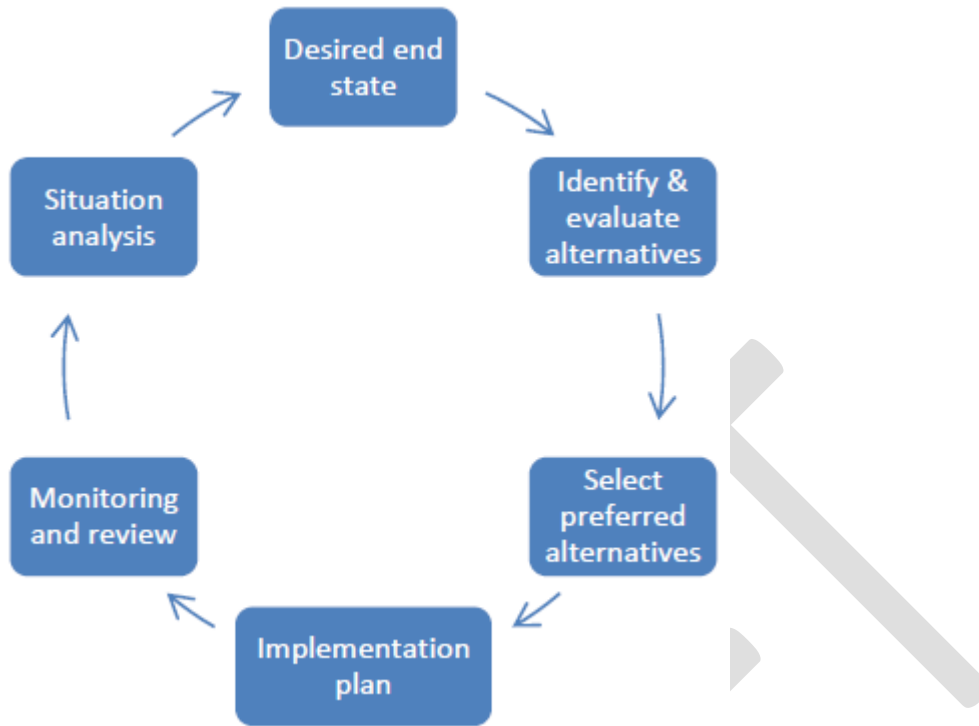 Desired end
state
Identify &
evaluate
alternatives
Select
preferred
alternatives
Implementation
plan
Monitoring
and review
Situation
analysis